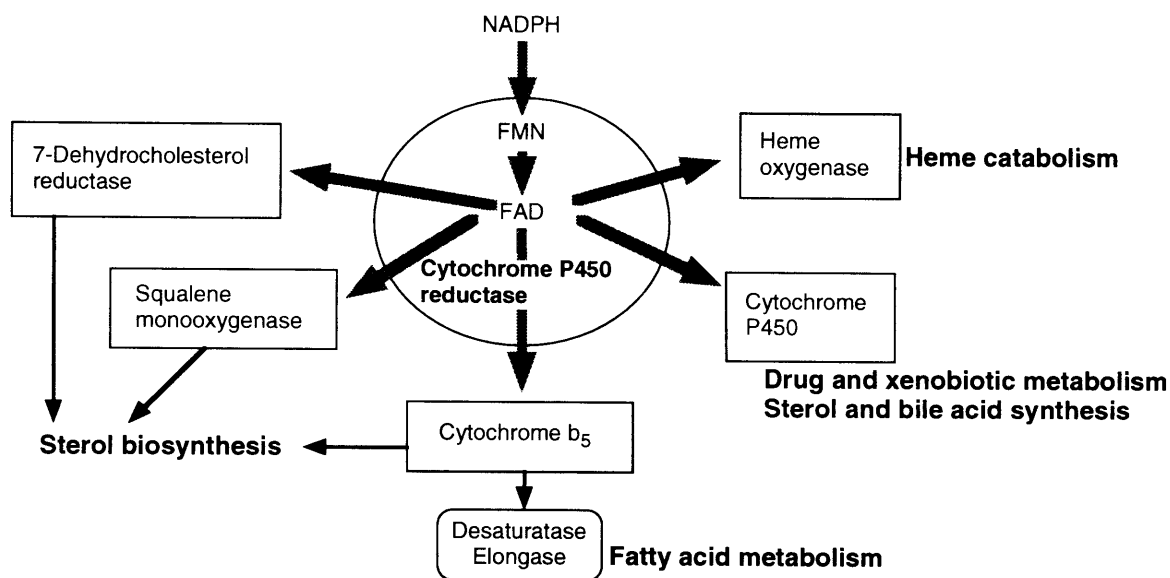 NADPH
FMN
FAD
Cytochrome P450
reductase
7-Dehydrocholesterol
reductase
Squalene
monooxygenase
Heme
oxygenase
Heme catabolism
Cytochrome
P450
Drug and xenobiotic metabolism
Sterol and bile acid synthesis
Sterol biosynthesis
Cytochrome b5
Desaturatase
Elongase
Fatty acid metabolism